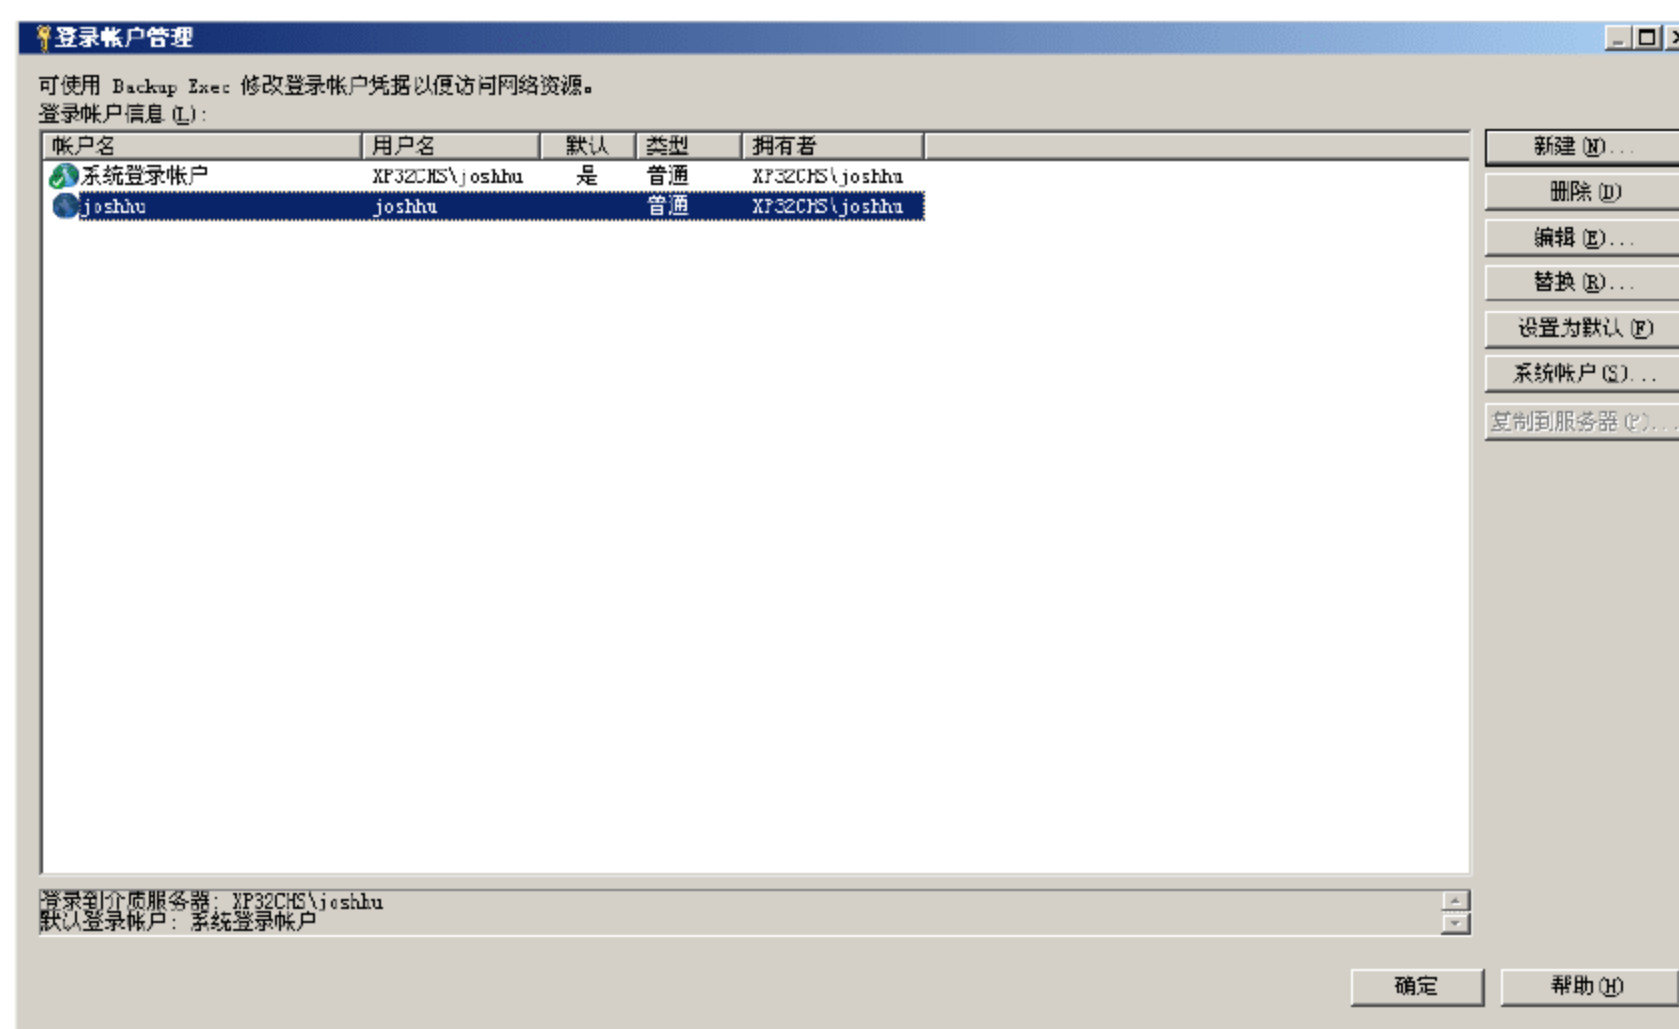 登录帐户管理
可使用 Backup Exec 修改登录帐户凭据以便访问网络资源。
登录帐户信息(L):
帐户名 用户名 默认 类型 拥有者
系统登录帐户 XP32CHS\joshhu 是 普通 XP32CHS\joshhu
joshhu joshhu 普通 XP32CHS\joshhu
新建(N)...
删除(D)
编辑(E)...
替换(R)...
设置为默认(F)
系统帐户(S)...
复制到服务器(P)...
登录到介质服务器: XP32CHS\joshhu
默认登录帐户: 系统登录帐户
确定
帮助(H)